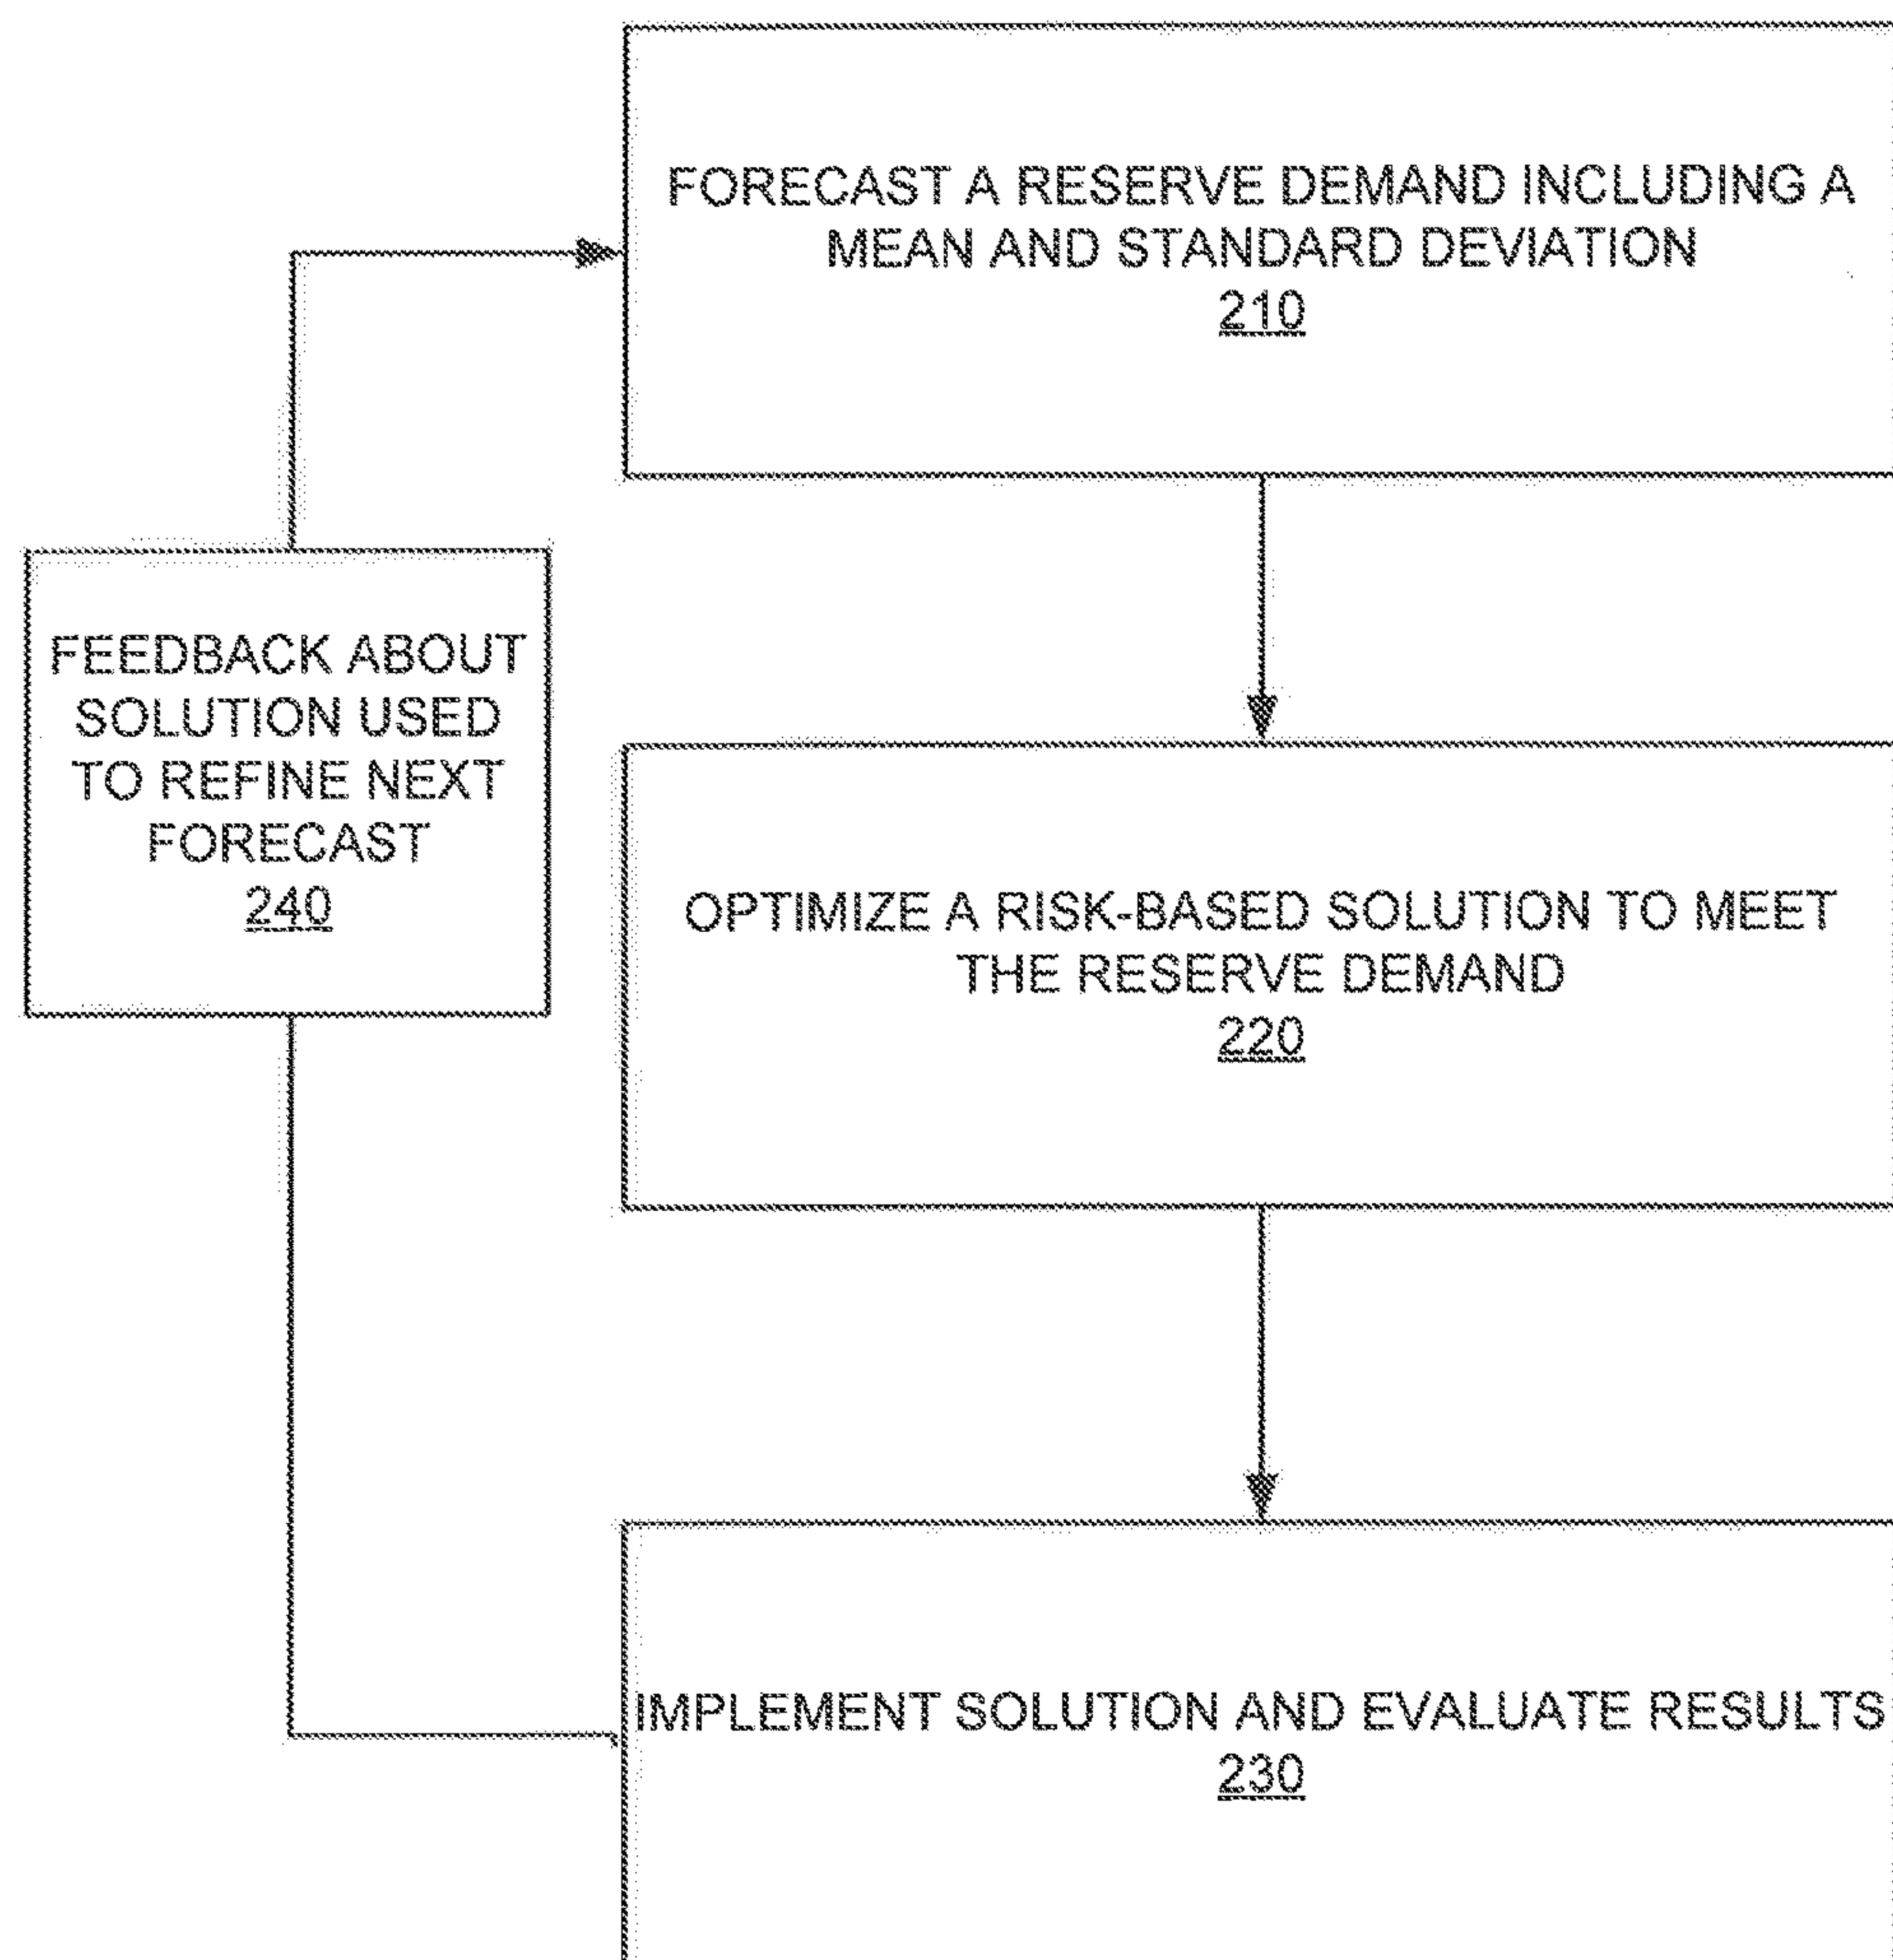 FORECAST A RESERVE DEMAND INCLUDING A
MEAN AND STANDARD DEVIATION
210
FEEDBACK ABOUT
SOLUTION USED
TO REFINE NEXT
FORECAST
240
OPTIMIZE A RISK-BASED SOLUTION TO MEET
THE RESERVE DEMAND
220
IMPLEMENT SOLUTION AND EVALUATE RESULTS
230